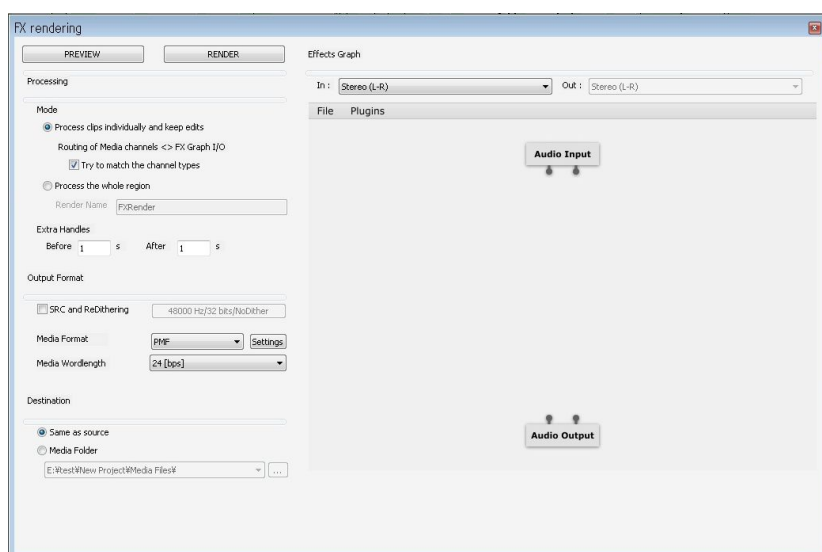 FX rendering
PREVIEW
RENDER
Processing
Mode
Process clips individually and keep edits
Routing of Media channels <> FX Graph I/O
Try to match the channel types
Process the whole region
Render Name FXRender
Extra Handles
Before 1 s After 1 s
Output Format
SRC and ReDithering 48000 Hz/32 bits/NoDither
Media Format PMF Settings
Media Wordlength 24 [bps]
Destination
Same as source
Media Folder
E:¥test¥New Project¥Media Files¥ ...
Effects Graph
In : Stereo (L-R) Out : Stereo (L-R)
File Plugins
Audio Input
Audio Output